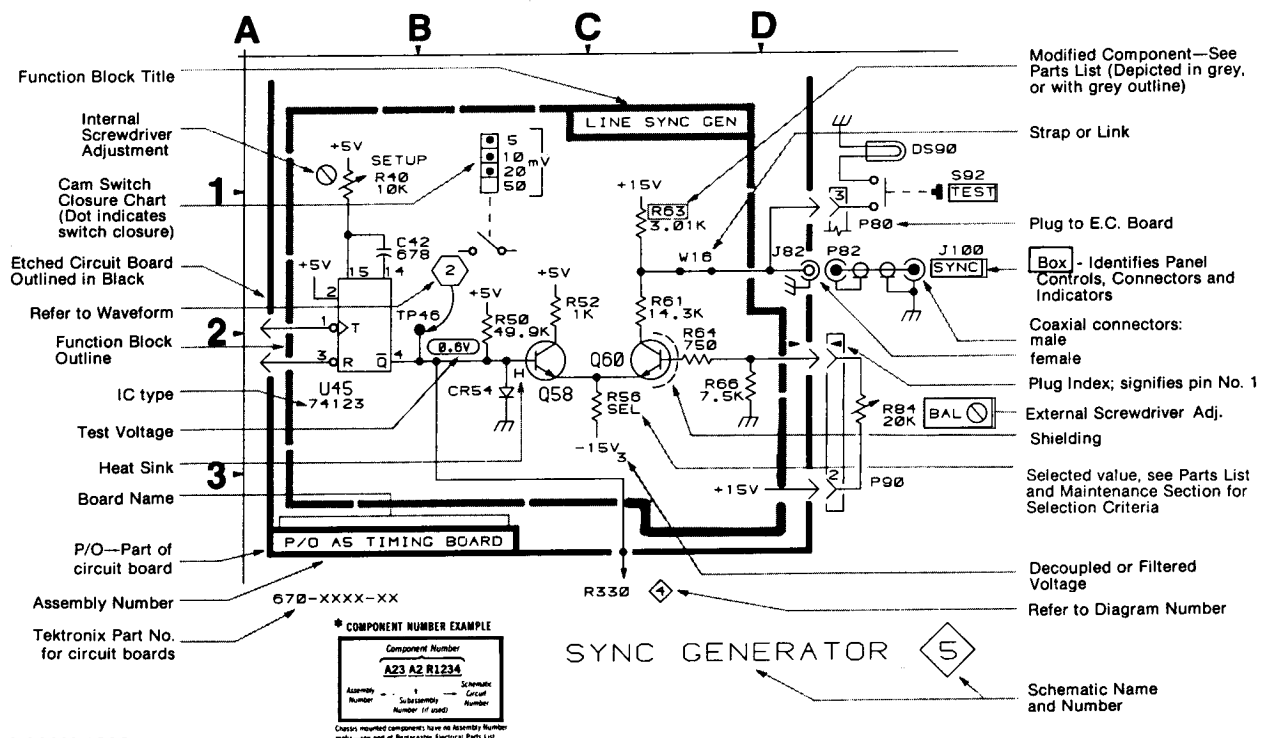 A B C D
Function Block Title
Internal
Screwdriver
Adjustment
Cam Switch
Closure Chart
(Dot indicates
switch closure)
Etched Circuit Board
Outlined in Black
Refer to Waveform
Function Block
Outline
IC type
Test Voltage
Heat Sink
Board Name
P/O—Part of
circuit board
Assembly Number
Tektronix Part No.
for circuit boards
1
2
3
LINE SYNC GEN
+5V
SETUP
R40
10K
5
10
20
50
mV
C42
678
+5V
15
14
2
1
T
3
R
Q
4
U45
74123
2
TP46
0.6V
+5V
R50
49.9K
CR54
H
+5V
R52
1K
Q58
+15V
R63
3.01K
W16
R61
14.3K
Q60
R64
750
R66
7.5K
R56
SEL
-15V3
+15V
P/O A5 TIMING BOARD
670-XXXX-XX
R330
4
DS90
S92
TEST
3
P80
J82
P82
J100
SYNC
R84
20K
BAL
2
P90
Modified Component—See
Parts List (Depicted in grey,
or with grey outline)
Strap or Link
Plug to E.C. Board
Box - Identifies Panel
Controls, Connectors and
Indicators
Coaxial connectors:
male
female
Plug Index; signifies pin No. 1
External Screwdriver Adj.
Shielding
Selected value, see Parts List
and Maintenance Section for
Selection Criteria
Decoupled or Filtered
Voltage
Refer to Diagram Number
Schematic Name
and Number
SYNC GENERATOR
5
* COMPONENT NUMBER EXAMPLE
Component Number
A23 A2 R1234
Assembly
Number
Subassembly
Number (if used)
Schematic
Circuit
Number
Chassis mounted components have no Assembly Number